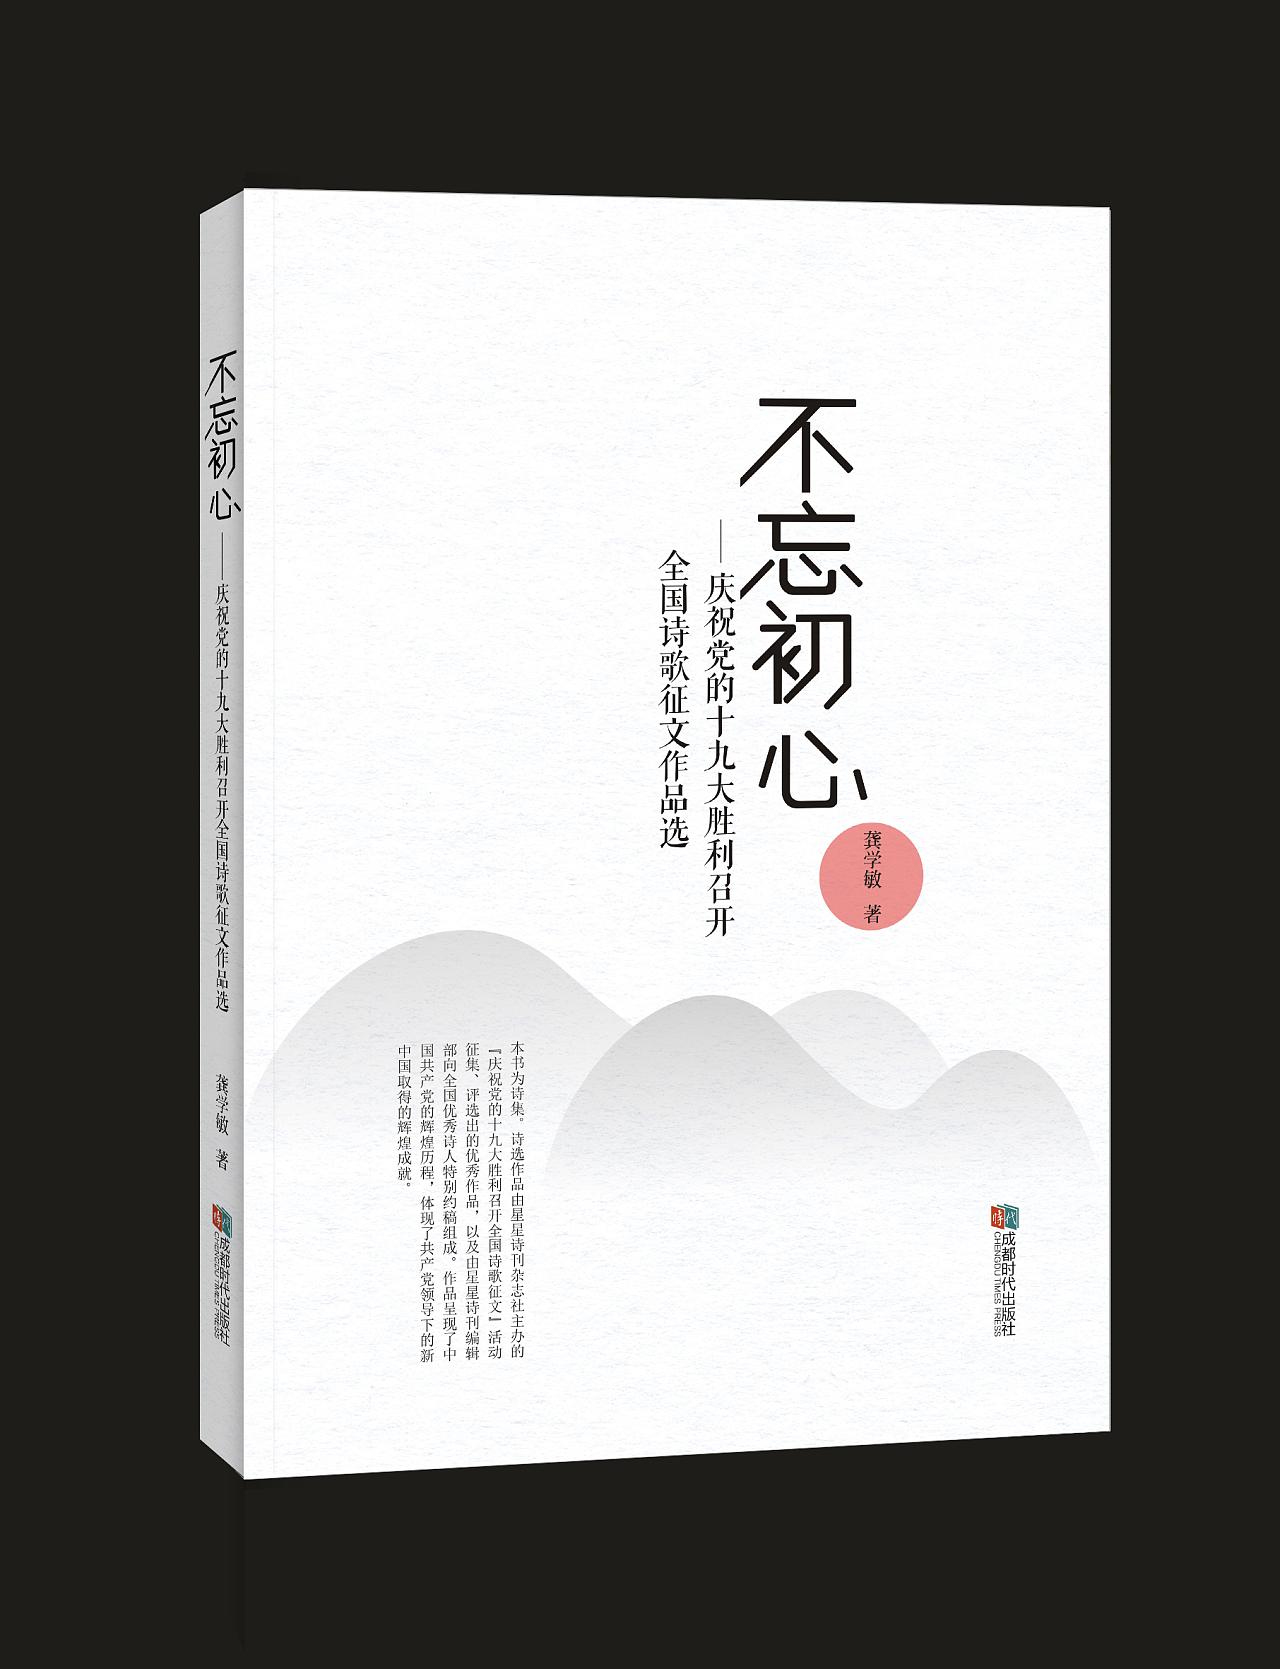 不忘初心
——庆祝党的十九大胜利召开
全国诗歌征文作品选
龚学敏 著
本书为诗集。诗选作品由星星诗刊杂志社主办的
『庆祝党的十九大胜利召开全国诗歌征文』活动
征集、评选出的优秀作品，以及由星星诗刊编辑
部向全国优秀诗人特别约稿组成。作品呈现了中
国共产党的辉煌历程，体现了共产党领导下的新
中国取得的辉煌成就。
时代
成都时代出版社
CHENGDU TIMES PRESS
不忘初心——庆祝党的十九大胜利召开全国诗歌征文作品选 龚学敏 著
时代
成都时代出版社
CHENGDU TIMES PRESS